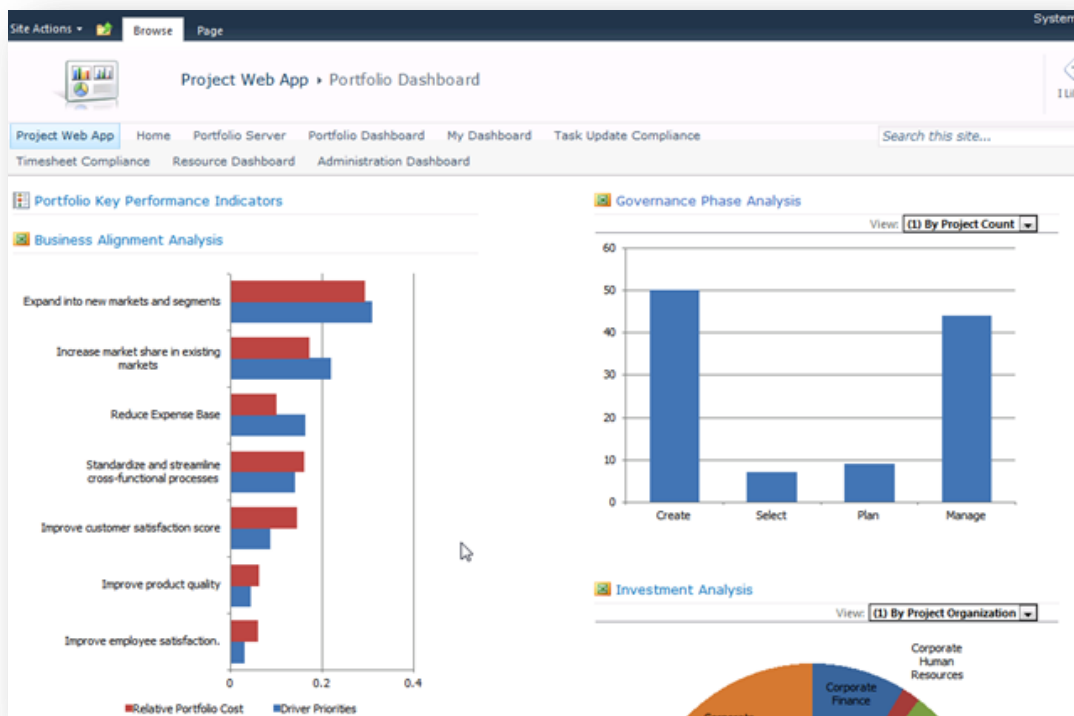 Site Actions
Browse
Page
System
Project Web App ▸ Portfolio Dashboard
Project Web App
Home
Portfolio Server
Portfolio Dashboard
My Dashboard
Task Update Compliance
Search this site...
Timesheet Compliance
Resource Dashboard
Administration Dashboard
Portfolio Key Performance Indicators
Business Alignment Analysis
Expand into new markets and segments
Increase market share in existing
markets
Reduce Expense Base
Standardize and streamline
cross-functional processes
Improve customer satisfaction score
Improve product quality
Improve employee satisfaction.
0
0.2
0.4
Relative Portfolio Cost
Driver Priorities
Governance Phase Analysis
View: (1) By Project Count
60
50
40
30
20
10
0
Create
Select
Plan
Manage
Investment Analysis
View: (1) By Project Organization
Corporate
Human
Resources
Corporate
Finance